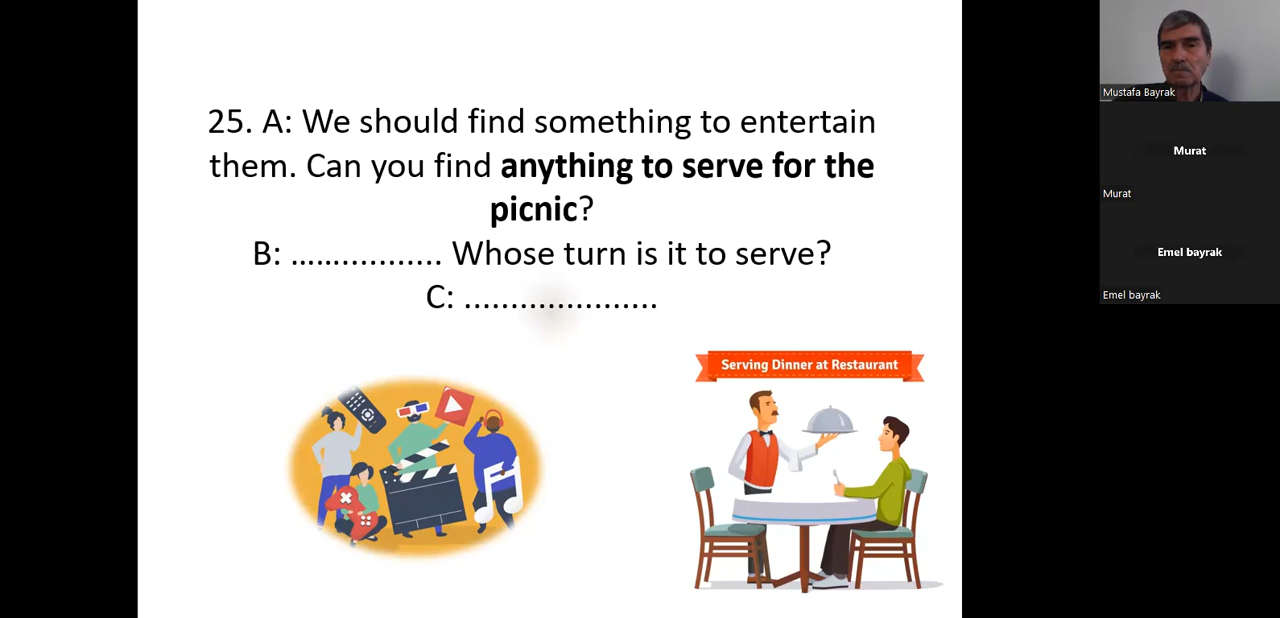 25. A: We should find something to entertain
them. Can you find anything to serve for the
picnic?
B: ................ Whose turn is it to serve?
C: .....................
Serving Dinner at Restaurant
Mustafa Bayrak
Murat
Murat
Emel bayrak
Emel bayrak